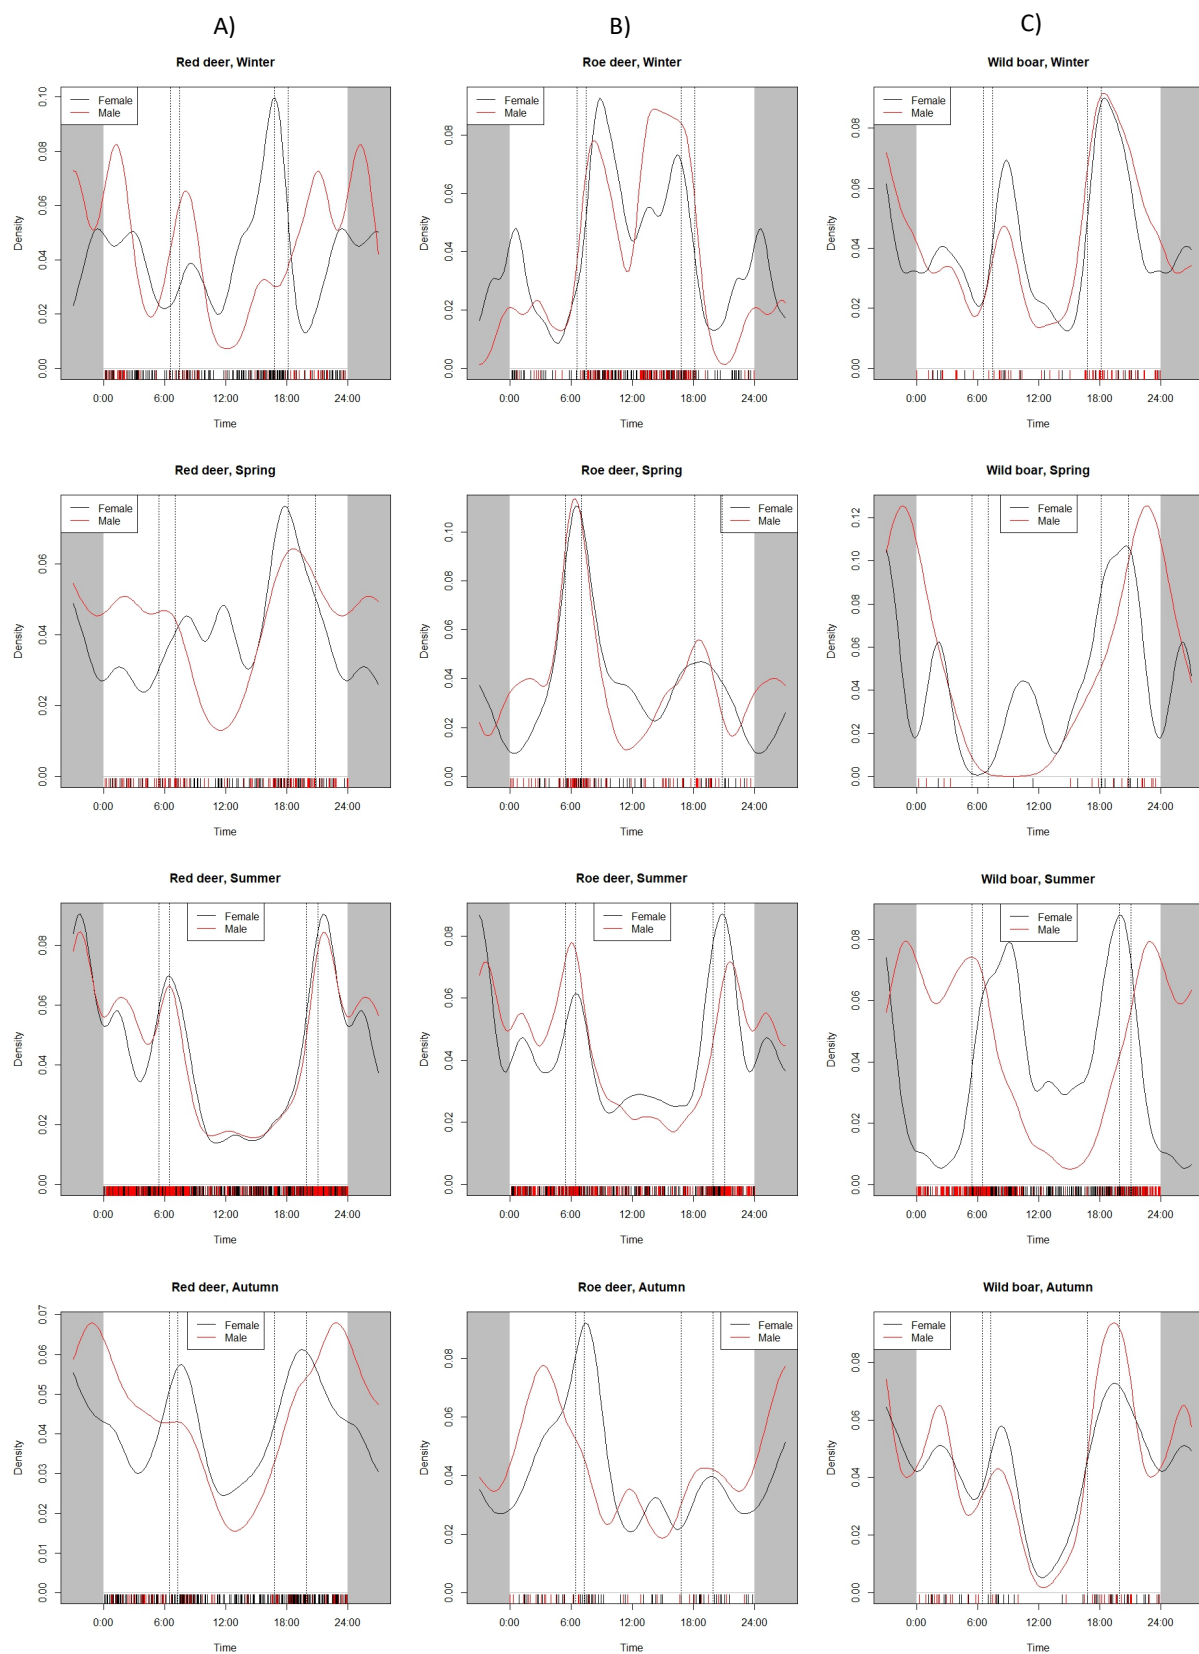 A)
B)
C)
Red deer, Winter
Female
Male
Density
0.00 0.02 0.04 0.06 0.08 0.10
0:00 6:00 12:00 18:00 24:00
Time
Roe deer, Winter
Female
Male
Density
0.00 0.02 0.04 0.06 0.08
0:00 6:00 12:00 18:00 24:00
Time
Wild boar, Winter
Female
Male
Density
0.00 0.02 0.04 0.06 0.08
0:00 6:00 12:00 18:00 24:00
Time
Red deer, Spring
Female
Male
Density
0.00 0.02 0.04 0.06
0:00 6:00 12:00 18:00 24:00
Time
Roe deer, Spring
Female
Male
Density
0.00 0.02 0.04 0.06 0.08 0.10
0:00 6:00 12:00 18:00 24:00
Time
Wild boar, Spring
Female
Male
Density
0.00 0.02 0.04 0.06 0.08 0.10 0.12
0:00 6:00 12:00 18:00 24:00
Time
Red deer, Summer
Female
Male
Density
0.00 0.02 0.04 0.06 0.08
0:00 6:00 12:00 18:00 24:00
Time
Roe deer, Summer
Female
Male
Density
0.00 0.02 0.04 0.06 0.08
0:00 6:00 12:00 18:00 24:00
Time
Wild boar, Summer
Female
Male
Density
0.00 0.02 0.04 0.06 0.08
0:00 6:00 12:00 18:00 24:00
Time
Red deer, Autumn
Female
Male
Density
0.00 0.01 0.02 0.03 0.04 0.05 0.06 0.07
0:00 6:00 12:00 18:00 24:00
Time
Roe deer, Autumn
Female
Male
Density
0.00 0.02 0.04 0.06 0.08
0:00 6:00 12:00 18:00 24:00
Time
Wild boar, Autumn
Female
Male
Density
0.00 0.02 0.04 0.06 0.08
0:00 6:00 12:00 18:00 24:00
Time